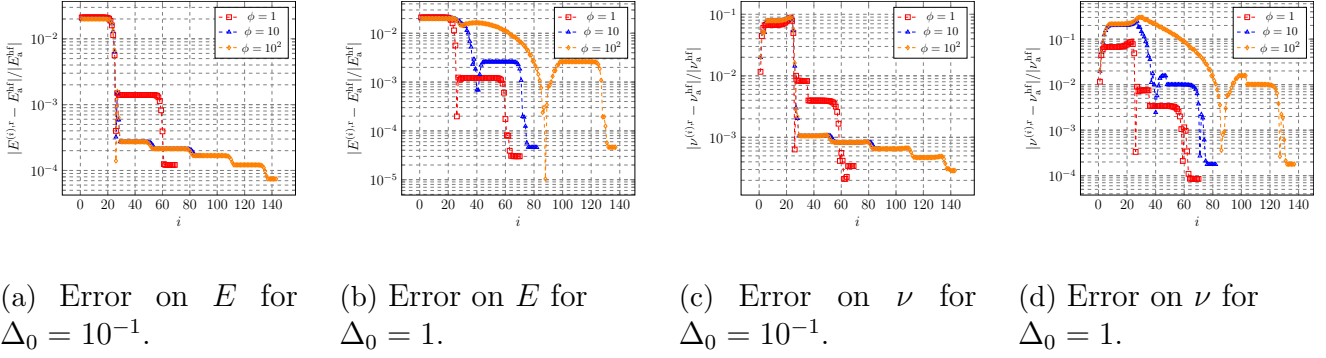 10^{-2}
10^{-3}
10^{-4}
|E^{(i),r} − E_a^{hf}|/|E_a^{hf}|
ϕ = 1
ϕ = 10
ϕ = 10^2
0 20 40 60 80 100 120 140
i
10^{-2}
10^{-3}
10^{-4}
10^{-5}
|E^{(i),r} − E_a^{hf}|/|E_a^{hf}|
ϕ = 1
ϕ = 10
ϕ = 10^2
0 20 40 60 80 100 120 140
i
10^{-1}
10^{-2}
10^{-3}
|ν^{(i),r} − ν_a^{hf}|/|ν_a^{hf}|
ϕ = 1
ϕ = 10
ϕ = 10^2
0 20 40 60 80 100 120 140
i
10^{-1}
10^{-2}
10^{-3}
10^{-4}
|ν^{(i),r} − ν_a^{hf}|/|ν_a^{hf}|
ϕ = 1
ϕ = 10
ϕ = 10^2
0 20 40 60 80 100 120 140
i
(a) Error on E for
Δ_0 = 10^{-1}.
(b) Error on E for
Δ_0 = 1.
(c) Error on ν for
Δ_0 = 10^{-1}.
(d) Error on ν for
Δ_0 = 1.